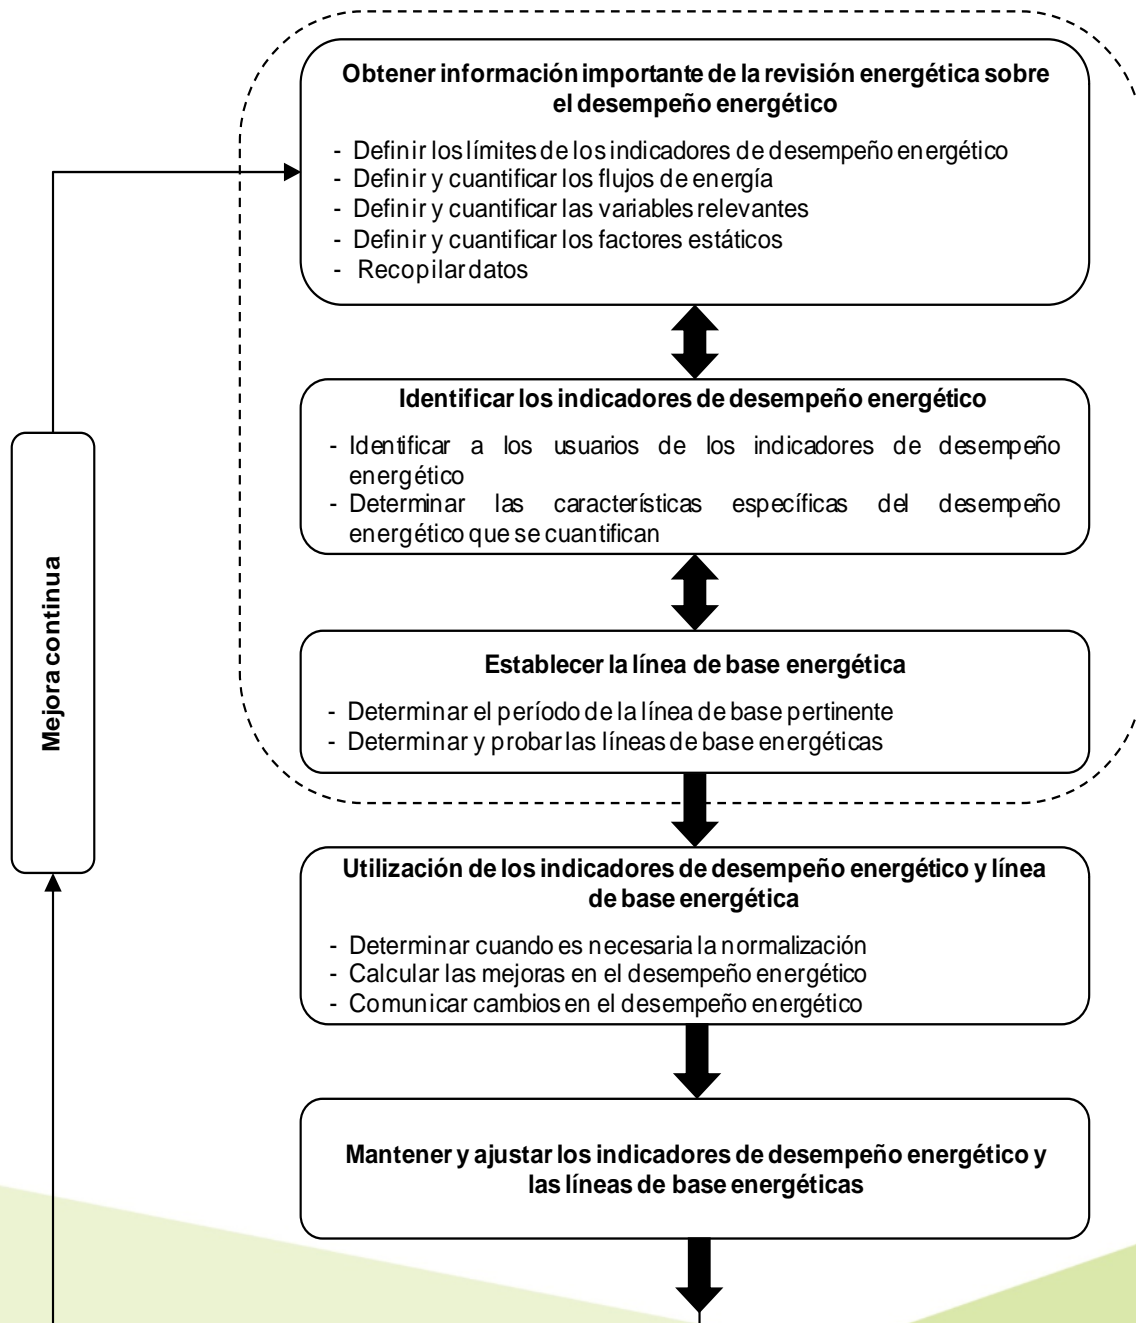 Obtener información importante de la revisión energética sobre
el desempeño energético
- Definir los límites de los indicadores de desempeño energético
- Definir y cuantificar los flujos de energía
- Definir y cuantificar las variables relevantes
- Definir y cuantificar los factores estáticos
- Recopilar datos
Identificar los indicadores de desempeño energético
- Identificar a los usuarios de los indicadores de desempeño
energético
- Determinar las característícas específicas del desempeño
energético que se cuantifican
Mejora continua
Establecer la línea de base energética
- Determinar el período de la línea de base pertinente
- Determinar y probar las líneas de base energéticas
Utilización de los indicadores de desempeño energético y línea
de base energética
- Determinar cuando es necesaria la normalización
- Calcular las mejoras en el desempeño energético
- Comunicar cambios en el desempeño energético
Mantener y ajustar los indicadores de desempeño energético y
las líneas de base energéticas